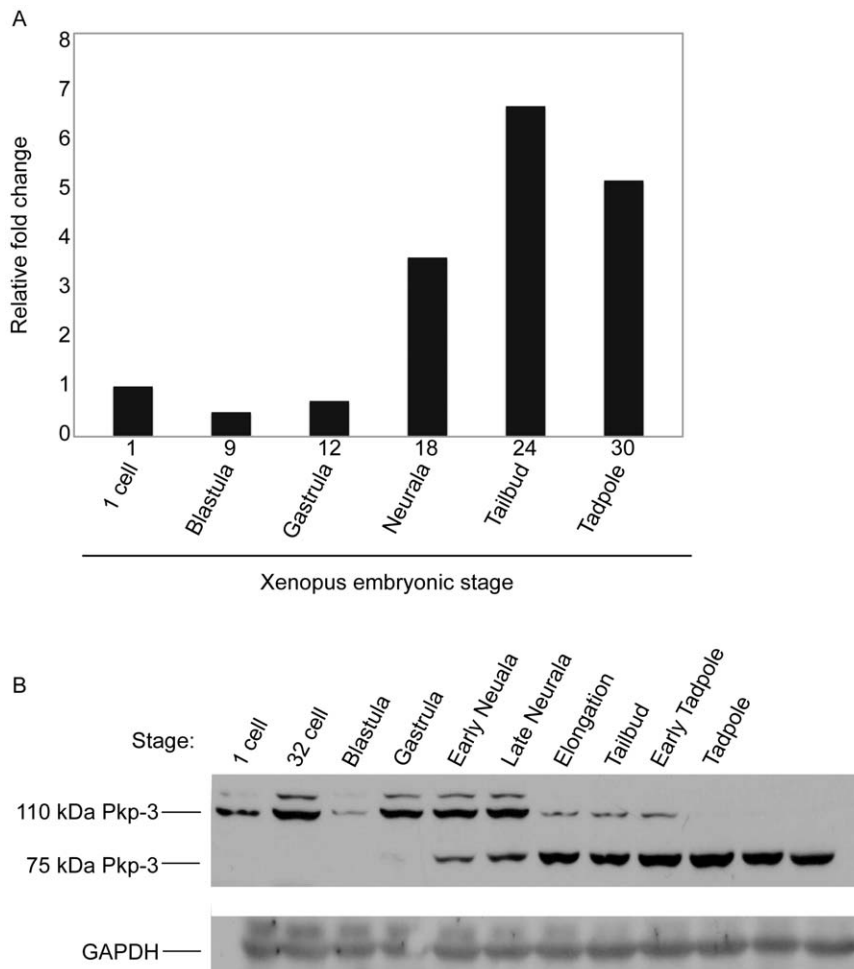 A
8
7
6
5
4
3
2
1
0
Relative fold change
1 9 12 18 24 30
1 cell
Blastula
Gastrula
Neurala
Tailbud
Tadpole
Xenopus embryonic stage
B
Stage:
1 cell
32 cell
Blastula
Gastrula
Early Neuala
Late Neurala
Elongation
Tailbud
Early Tadpole
Tadpole
110 kDa Pkp-3
75 kDa Pkp-3
GAPDH